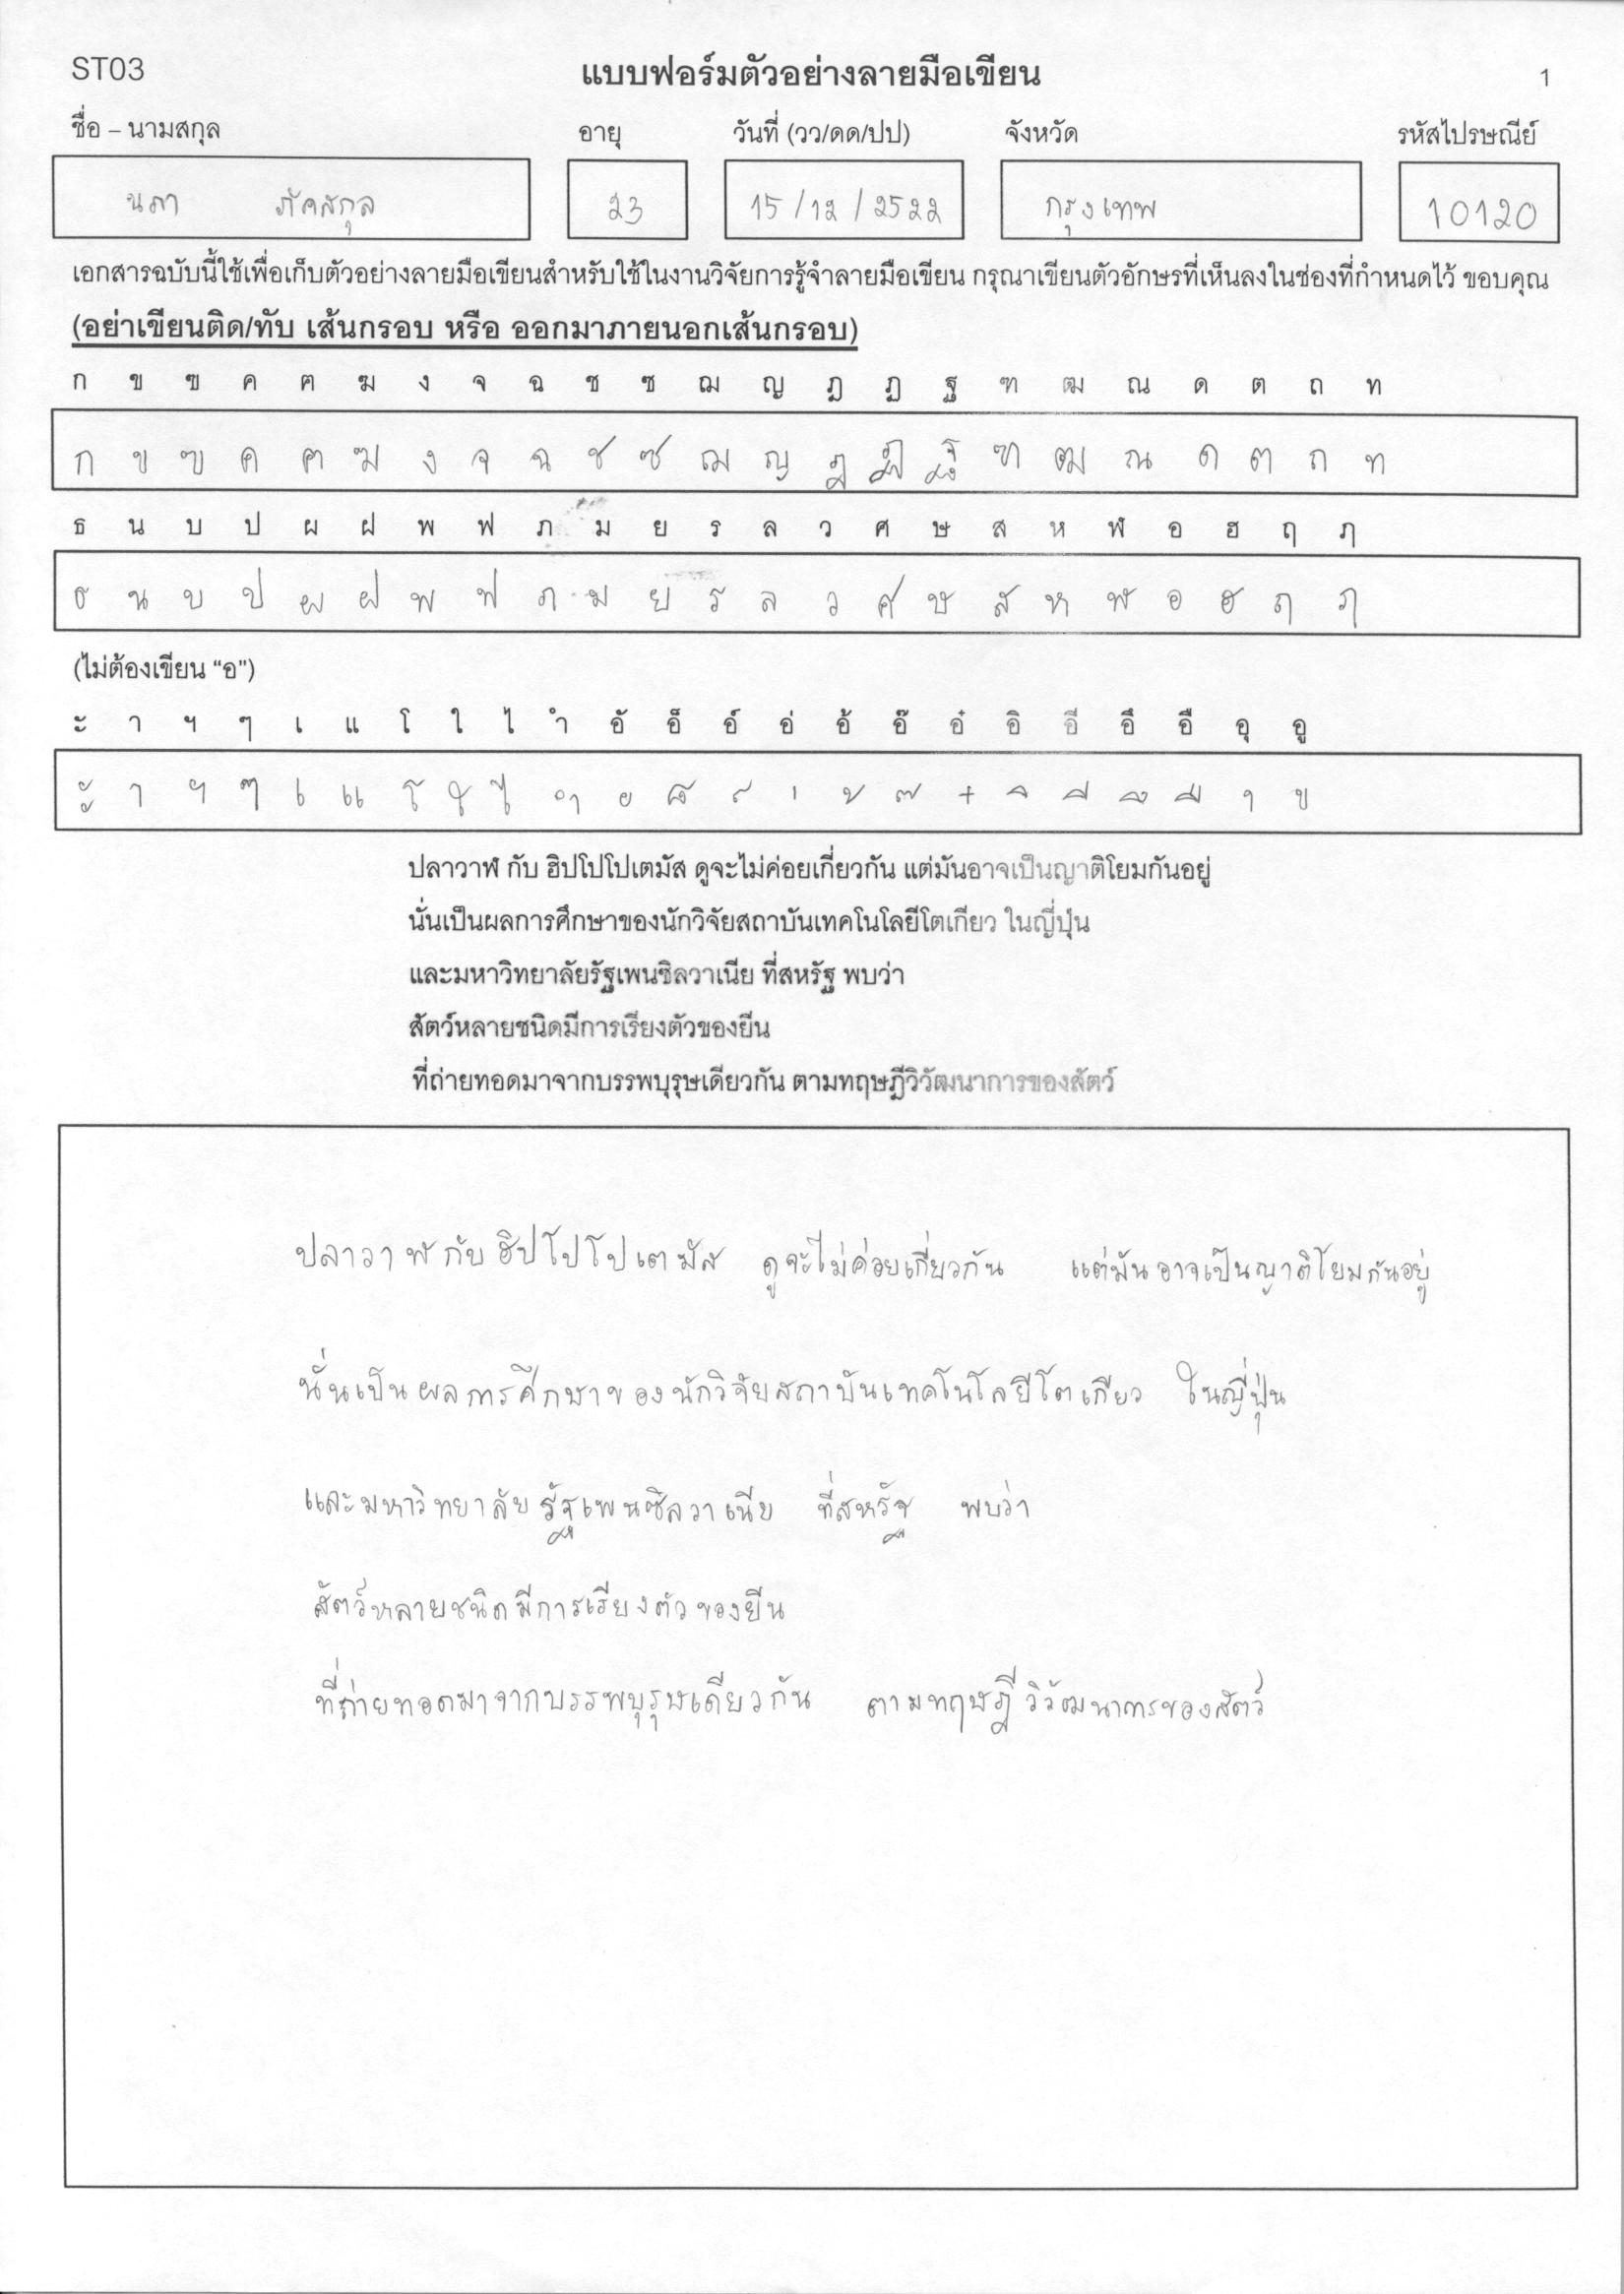 ST03 แบบฟอร์มตัวอย่างลายมือเขียน 1
ชื่อ – นามสกุล อายุ วันที่ (วว/ดด/ปป) จังหวัด รหัสไปรษณีย์
นภา ภัคสกุล 23 15/12/2522 กรุงเทพ 10120
เอกสารฉบับนี้ใช้เพื่อเก็บตัวอย่างลายมือเขียนสำหรับใช้ในงานวิจัยการรู้จำลายมือเขียน กรุณาเขียนตัวอักษรที่เห็นลงในช่องที่กำหนดไว้ ขอบคุณ
(อย่าเขียนติด/ทับ เส้นกรอบ หรือ ออกมาภายนอกเส้นกรอบ)
ก ข ฃ ค ฅ ฆ ง จ ฉ ช ซ ฌ ญ ฎ ฏ ฐ ฑ ฒ ณ ด ต ถ ท
ก ข ฃ ค ฅ ฆ ง จ ฉ ช ซ ฌ ญ ฎ ฏ ฐ ฑ ฒ ณ ด ต ถ ท
ธ น บ ป ผ ฝ พ ฟ ภ ม ย ร ล ว ศ ษ ส ห ฬ อ ฮ ฤ ภ
ธ น บ ป ผ ฝ พ ฟ ภ ม ย ร ล ว ศ ษ ส ห ฬ อ ฮ ฤ ภ
(ไม่ต้องเขียน “อ”)
ะ า ฯ ๆ เ แ โ ใ ไ ำ อั อ็ อ์ อ่ อ้ อ๊ อ๋ อิ อี อึ อื อุ อู
ะ า ฯ ๆ เ แ โ ใ ไ ำ ั ็ ์ ่ ้ ๊ ๋ ิ ี ึ ื ุ ู
ปลาวาฬ กับ ฮิปโปโปเตมัส ดูจะไม่ค่อยเกี่ยวกัน แต่มันอาจเป็นญาติโยมกันอยู่
นั่นเป็นผลการศึกษาของนักวิจัยสถาบันเทคโนโลยีโตเกียว ในญี่ปุ่น
และมหาวิทยาลัยรัฐเพนซิลวาเนีย ที่สหรัฐ พบว่า
สัตว์หลายชนิดมีการเรียงตัวของยีน
ที่ถ่ายทอดมาจากบรรพบุรุษเดียวกัน ตามทฤษฎีวิวัฒนาการของสัตว์
ปลาวาฬกับฮิปโปโปเตมัส ดูจะไม่ค่อยเกี่ยวกัน แต่มันอาจเป็นญาติโยมกันอยู่
นั่นเป็นผลการศึกษาของนักวิจัยสถาบันเทคโนโลยีโตเกียว ในญี่ปุ่น
และมหาวิทยาลัยรัฐเพนซิลวาเนีย ที่สหรัฐ พบว่า
สัตว์หลายชนิดมีการเรียงตัวของยีน
ที่ถ่ายทอดมาจากบรรพบุรุษเดียวกัน ตามทฤษฎีวิวัฒนาการของสัตว์